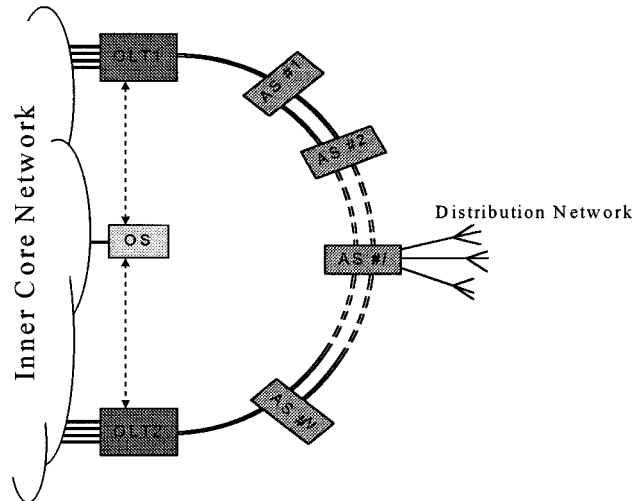 OLT1
AS #1
AS #2
Inner Core Network
Distribution Network
OS
AS #i
AS #N
OLT2